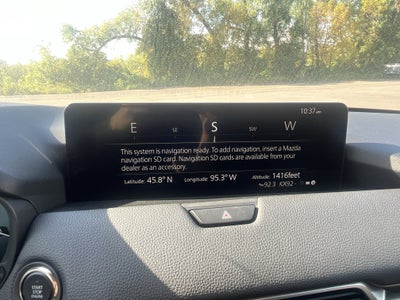 10:37 am
E SE S SW W
This system is navigation ready. To add navigation, insert a Mazda
navigation SD card. Navigation SD cards are available from your
dealer as an accessory.
Latitude: 45.8° N Longitude: 95.3° W Altitude: 1416feet
92.3 KX92-
START
STOP
ENGINE